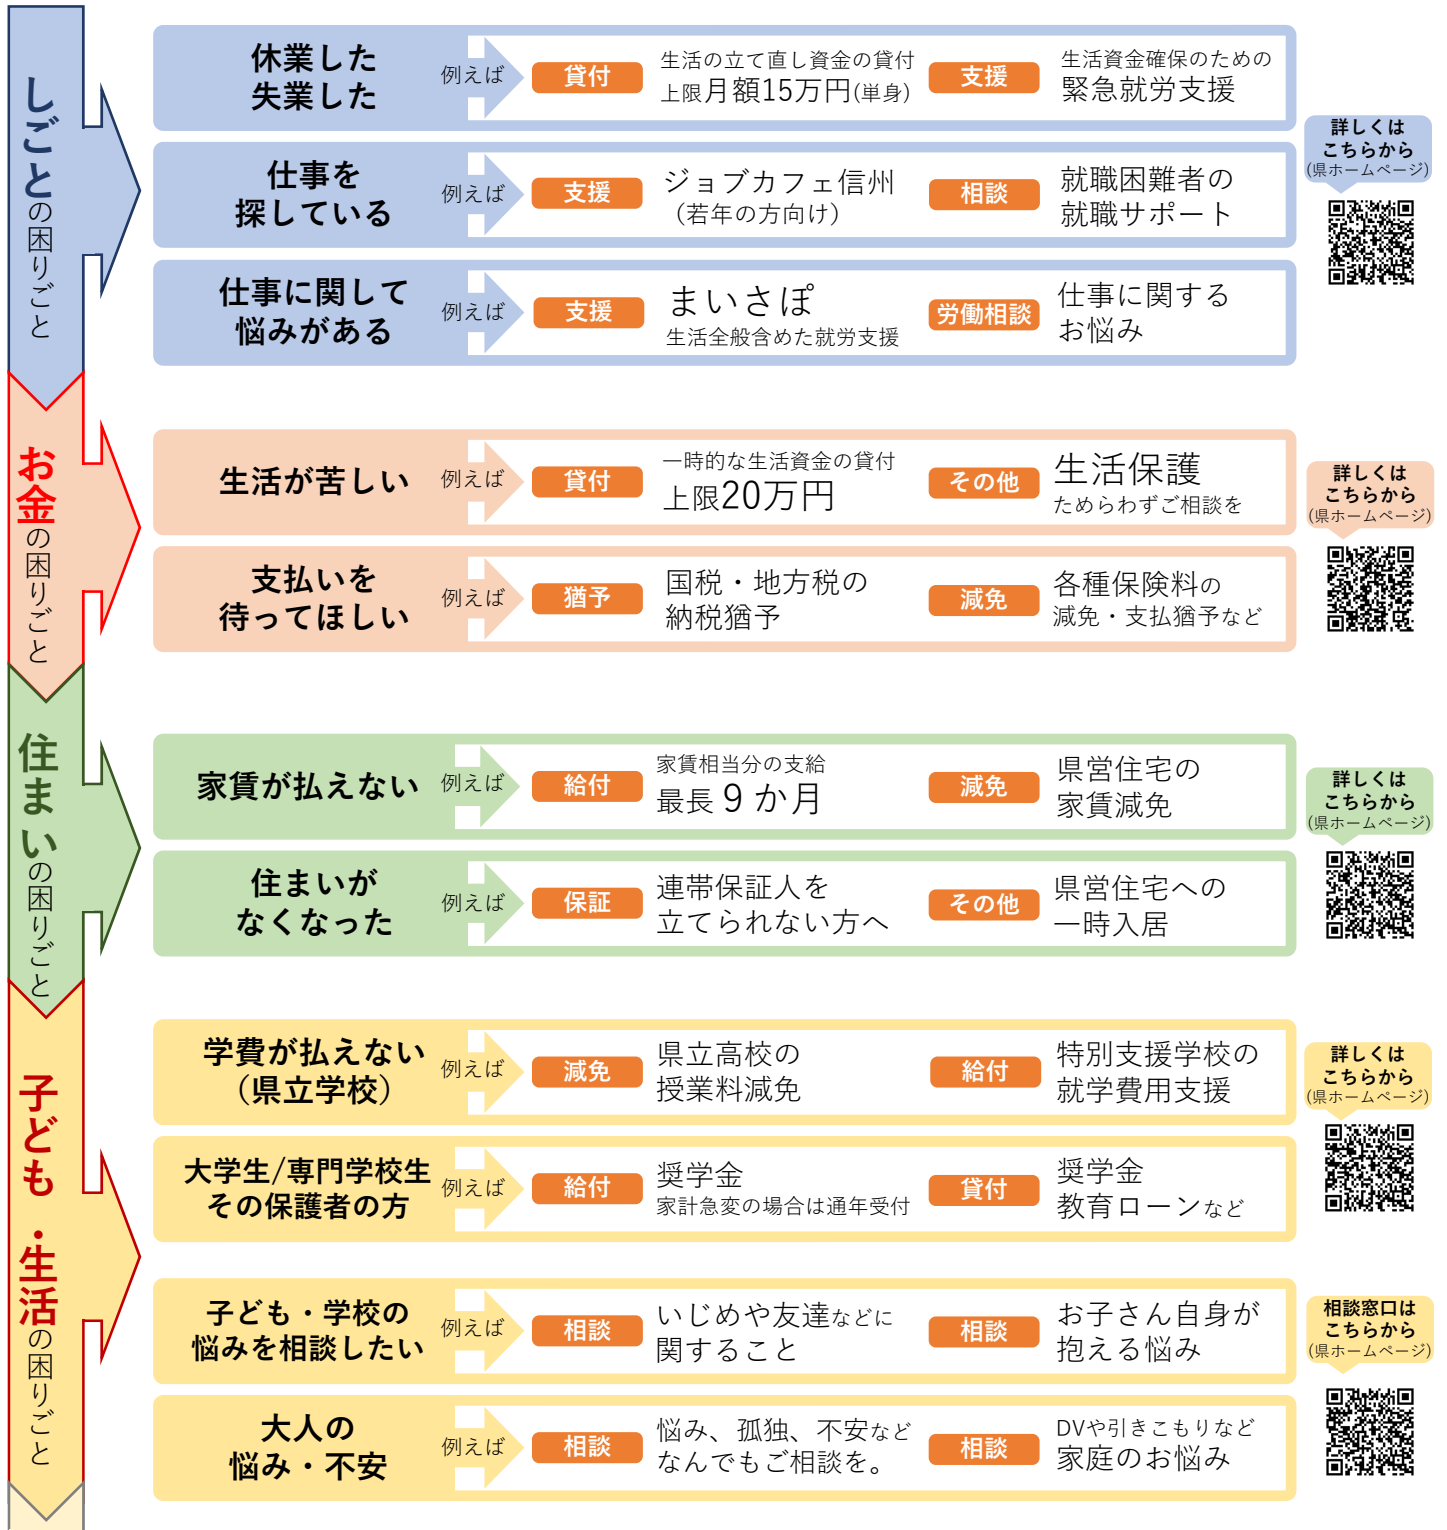 しごとの困りごと
休業した
失業した
例えば
貸付
生活の立て直し資金の貸付
上限月額15万円(単身)
支援
生活資金確保のための
緊急就労支援
仕事を
探している
例えば
支援
ジョブカフェ信州
（若年の方向け）
相談
就職困難者の
就職サポート
仕事に関して
悩みがある
例えば
支援
まいさぽ
生活全般含めた就労支援
労働相談
仕事に関する
お悩み
詳しくは
こちらから
(県ホームページ)
お金の困りごと
生活が苦しい
例えば
貸付
一時的な生活資金の貸付
上限20万円
その他
生活保護
ためらわずご相談を
支払いを
待ってほしい
例えば
猶予
国税・地方税の
納税猶予
減免
各種保険料の
減免・支払猶予など
詳しくは
こちらから
(県ホームページ)
住まいの困りごと
家賃が払えない
例えば
給付
家賃相当分の支給
最長９か月
減免
県営住宅の
家賃減免
住まいが
なくなった
例えば
保証
連帯保証人を
立てられない方へ
その他
県営住宅への
一時入居
詳しくは
こちらから
(県ホームページ)
子ども・生活の困りごと
学費が払えない
（県立学校）
例えば
減免
県立高校の
授業料減免
給付
特別支援学校の
就学費用支援
大学生/専門学校生
その保護者の方
例えば
給付
奨学金
家計急変の場合は通年受付
貸付
奨学金
教育ローンなど
詳しくは
こちらから
(県ホームページ)
子ども・学校の
悩みを相談したい
例えば
相談
いじめや友達などに
関すること
相談
お子さん自身が
抱える悩み
大人の
悩み・不安
例えば
相談
悩み、孤独、不安など
なんでもご相談を。
相談
DVや引きこもりなど
家庭のお悩み
相談窓口は
こちらから
(県ホームページ)